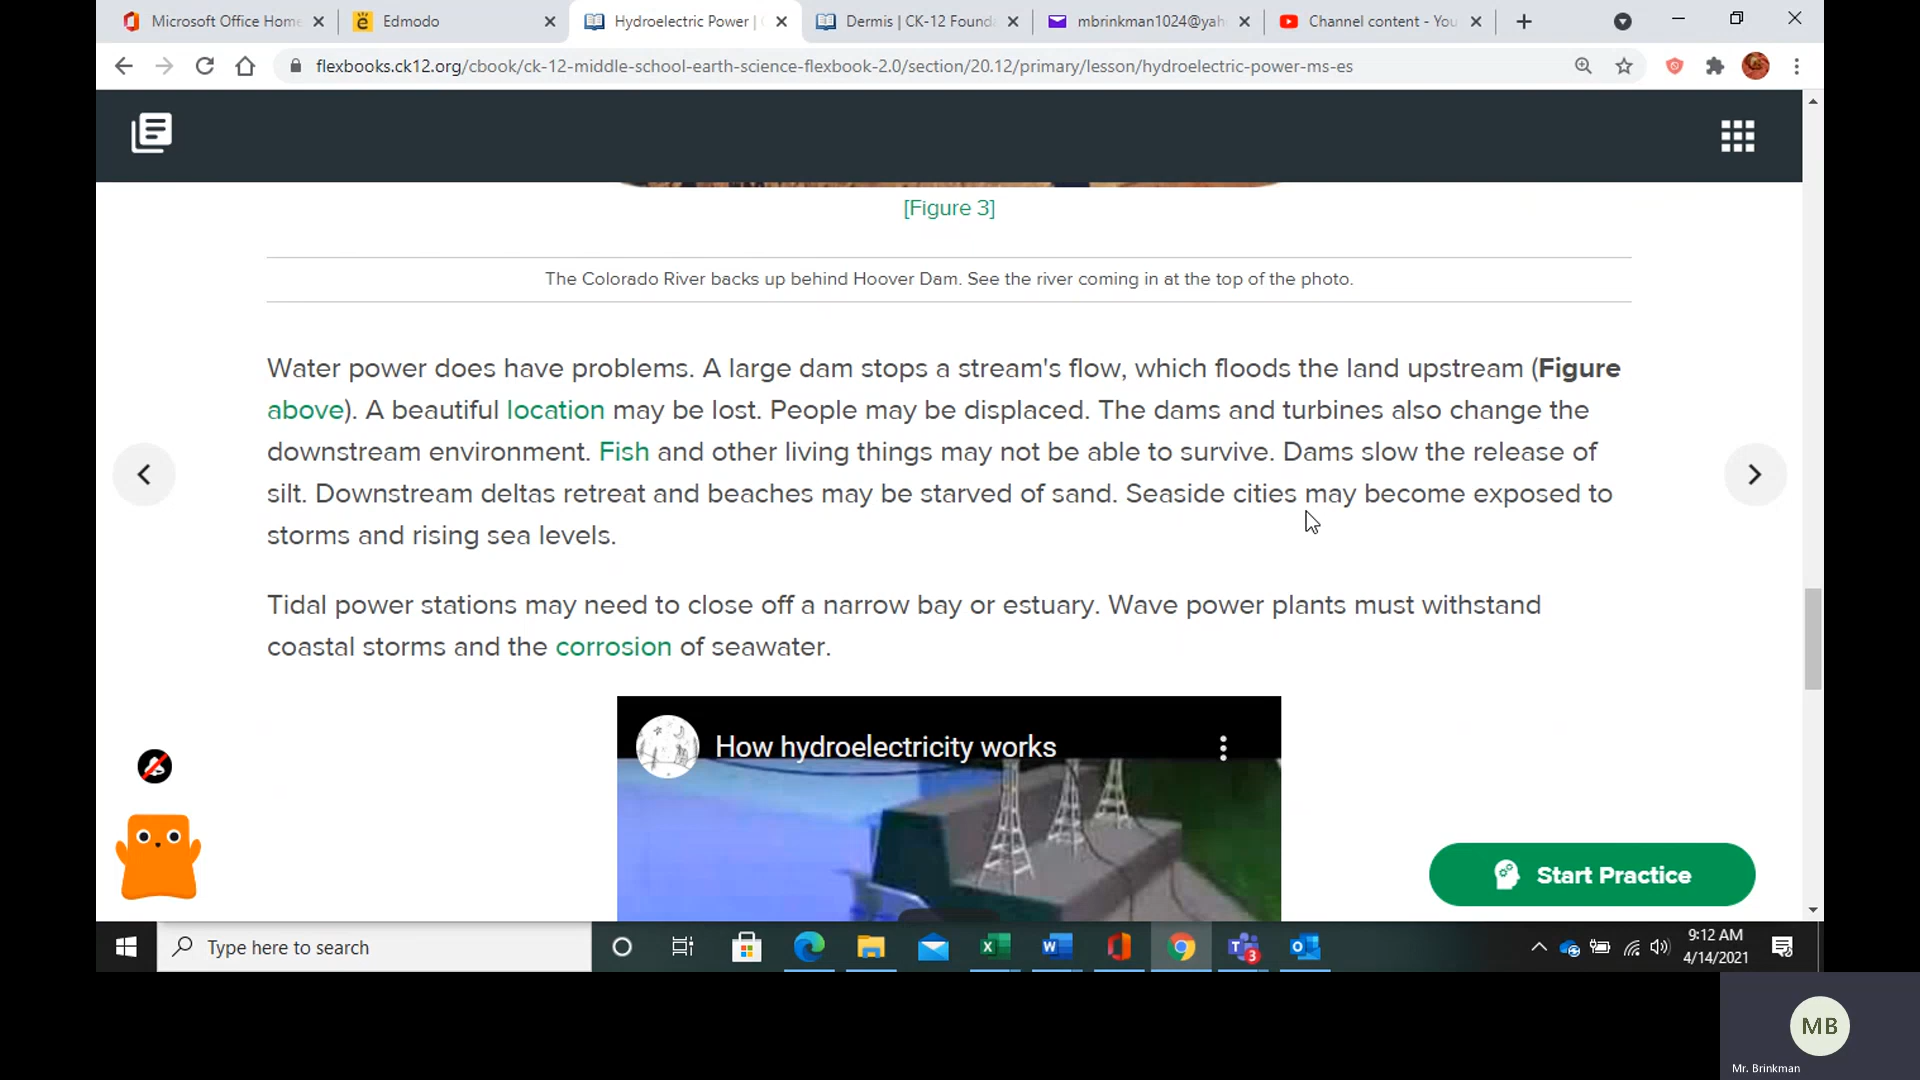 Microsoft Office Home
Edmodo
Hydroelectric Power | C
Dermis | CK-12 Founda
mbrinkman1024@yah
Channel content - You
flexbooks.ck12.org/cbook/ck-12-middle-school-earth-science-flexbook-2.0/section/20.12/primary/lesson/hydroelectric-power-ms-es
[Figure 3]
The Colorado River backs up behind Hoover Dam. See the river coming in at the top of the photo.
Water power does have problems. A large dam stops a stream's flow, which floods the land upstream (Figure
above). A beautiful location may be lost. People may be displaced. The dams and turbines also change the
downstream environment. Fish and other living things may not be able to survive. Dams slow the release of
silt. Downstream deltas retreat and beaches may be starved of sand. Seaside cities may become exposed to
storms and rising sea levels.
Tidal power stations may need to close off a narrow bay or estuary. Wave power plants must withstand
coastal storms and the corrosion of seawater.
How hydroelectricity works
Start Practice
Type here to search
3
9:12 AM
4/14/2021
MB
Mr. Brinkman